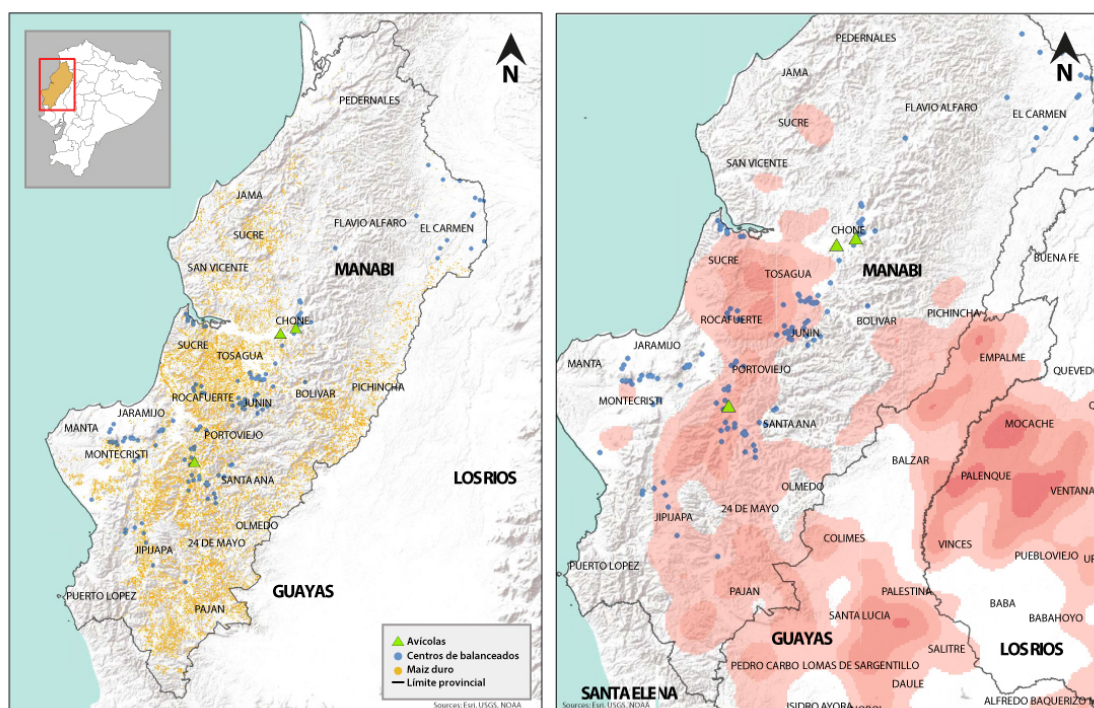 N
PEDERNALES
JAMA
FLAVIO ALFARO
EL CARMEN
SUCRE
SAN VICENTE
MANABI
CHONE
SUCRE
TOSAGUA
PICHINCHA
ROCAFUERTE
BOLIVAR
JUNIN
JARAMIJO
MANTA
PORTOVIEJO
MONTECRISTI
SANTA ANA
LOS RIOS
OLMEDO
24 DE MAYO
JIPIJAPA
PUERTO LOPEZ
GUAYAS
PAJAN
Avícolas
Centros de balanceados
Maiz duro
Límite provincial
Sources: Esri, USGS, NOAA
N
PEDERNALES
JAMA
FLAVIO ALFARO
EL CARMEN
SUCRE
SAN VICENTE
CHONE
BUENA FE
SUCRE
TOSAGUA
MANABI
PICHINCHA
ROCAFUERTE
BOLIVAR
JUNIN
JARAMIJO
EMPALME
MANTA
PORTOVIEJO
QUEVEDO
MONTECRISTI
MOCACHE
SANTA ANA
BALZAR
PALENQUE
OLMEDO
VENTANA
24 DE MAYO
JIPIJAPA
COLIMES
VINCES
PUEBLOVIEJO
UR
PUERTO LOPEZ
PAJAN
PALESTINA
BABA
SANTA LUCIA
BABAHOYO
GUAYAS
SALITRE
LOS RIOS
PEDRO CARBO
LOMAS DE SARGENTILLO
DAULE
SANTA ELENA
ISIDRO AYORA
ALFREDO BAQUERIZO M
Sources: Esri, USGS, NOAA